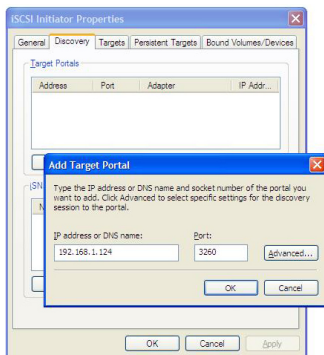 iSCSI Initiator Properties
General Discovery Targets Persistent Targets Bound Volumes/Devices
Target Portals
Address Port Adapter IP Addr...
Add Target Portal
Type the IP address or DNS name and socket number of the portal you
want to add. Click Advanced to select specific settings for the discovery
session to the portal.
IP address or DNS name: Port:
192.168.1.124 3260 Advanced...
OK Cancel
OK Cancel Apply